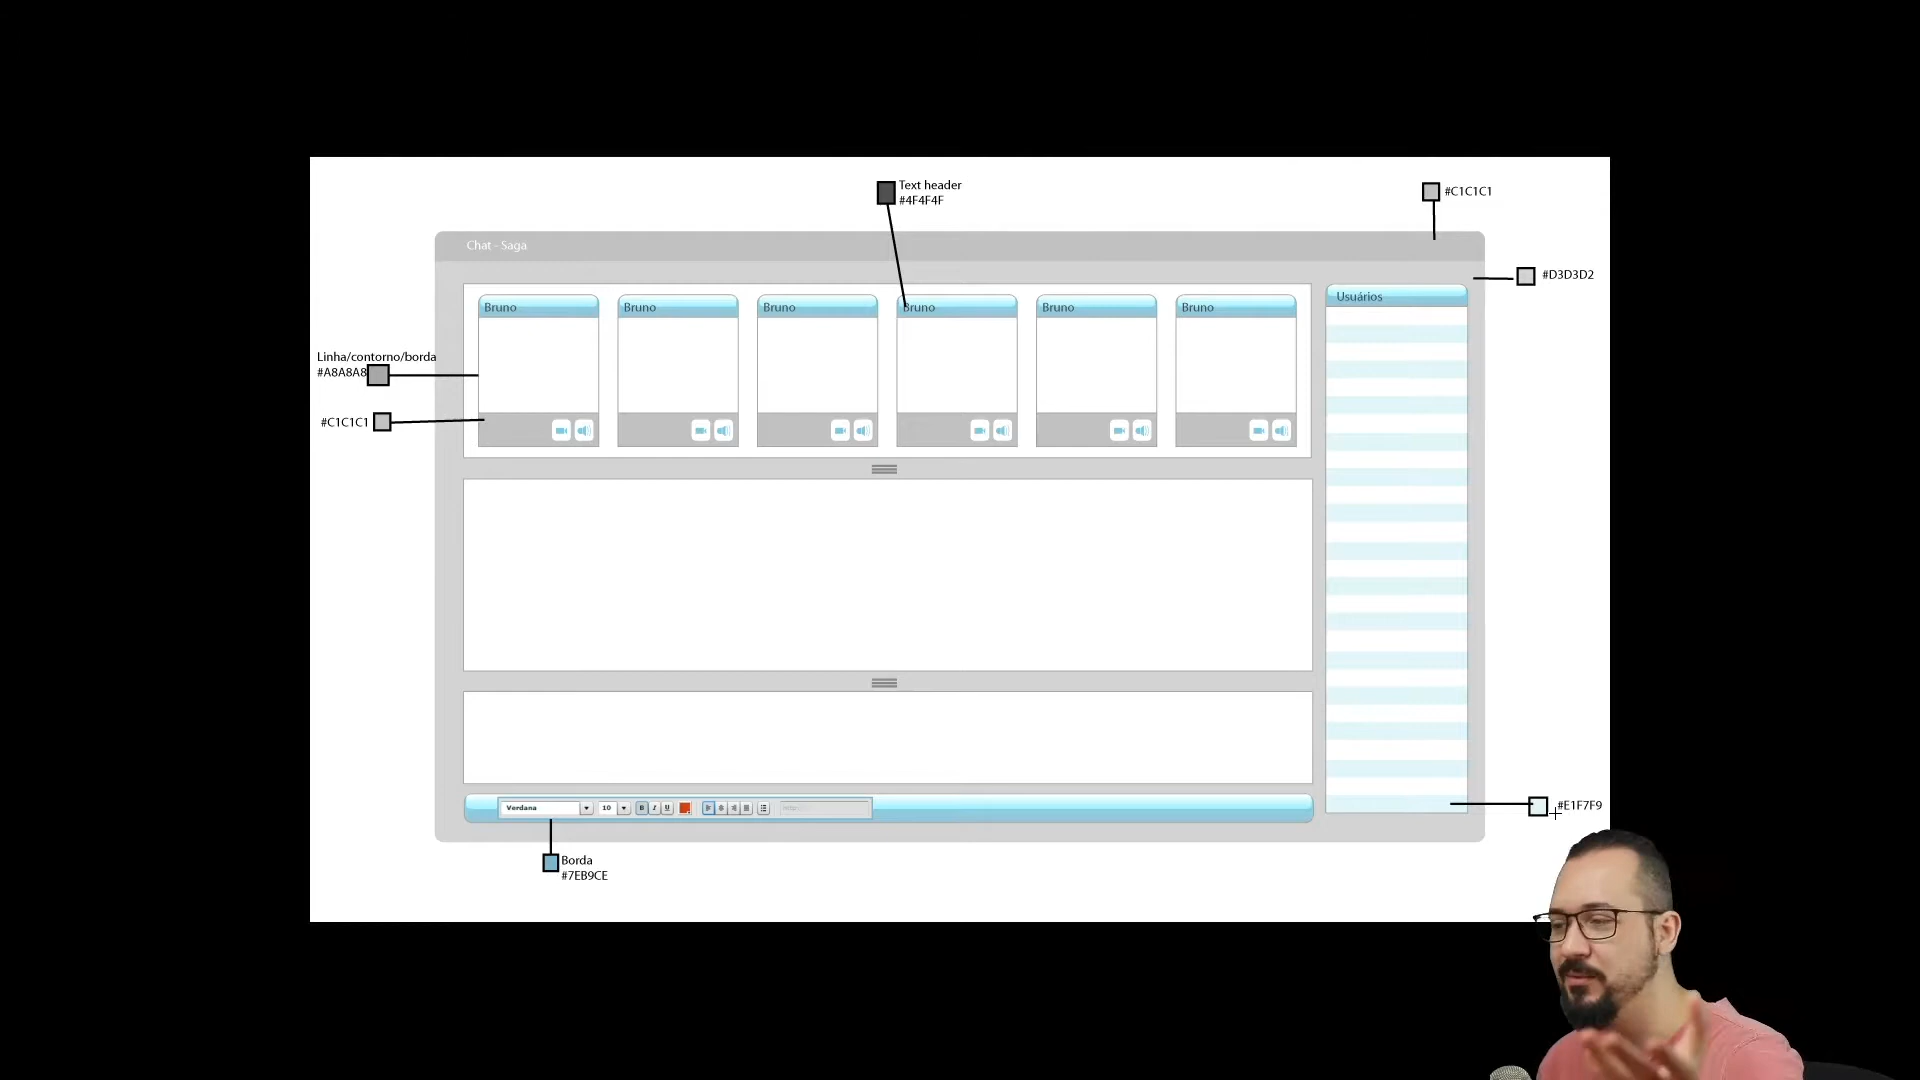 Text header
#4F4F4F
#C1C1C1
Chat - Saga
#D3D3D2
Bruno
Bruno
Bruno
Bruno
Bruno
Bruno
Usuários
Linha/contorno/borda
#A8A8A8
#C1C1C1
Verdana
10
B
I
U
#E1F7F9
Borda
#7EB9CE